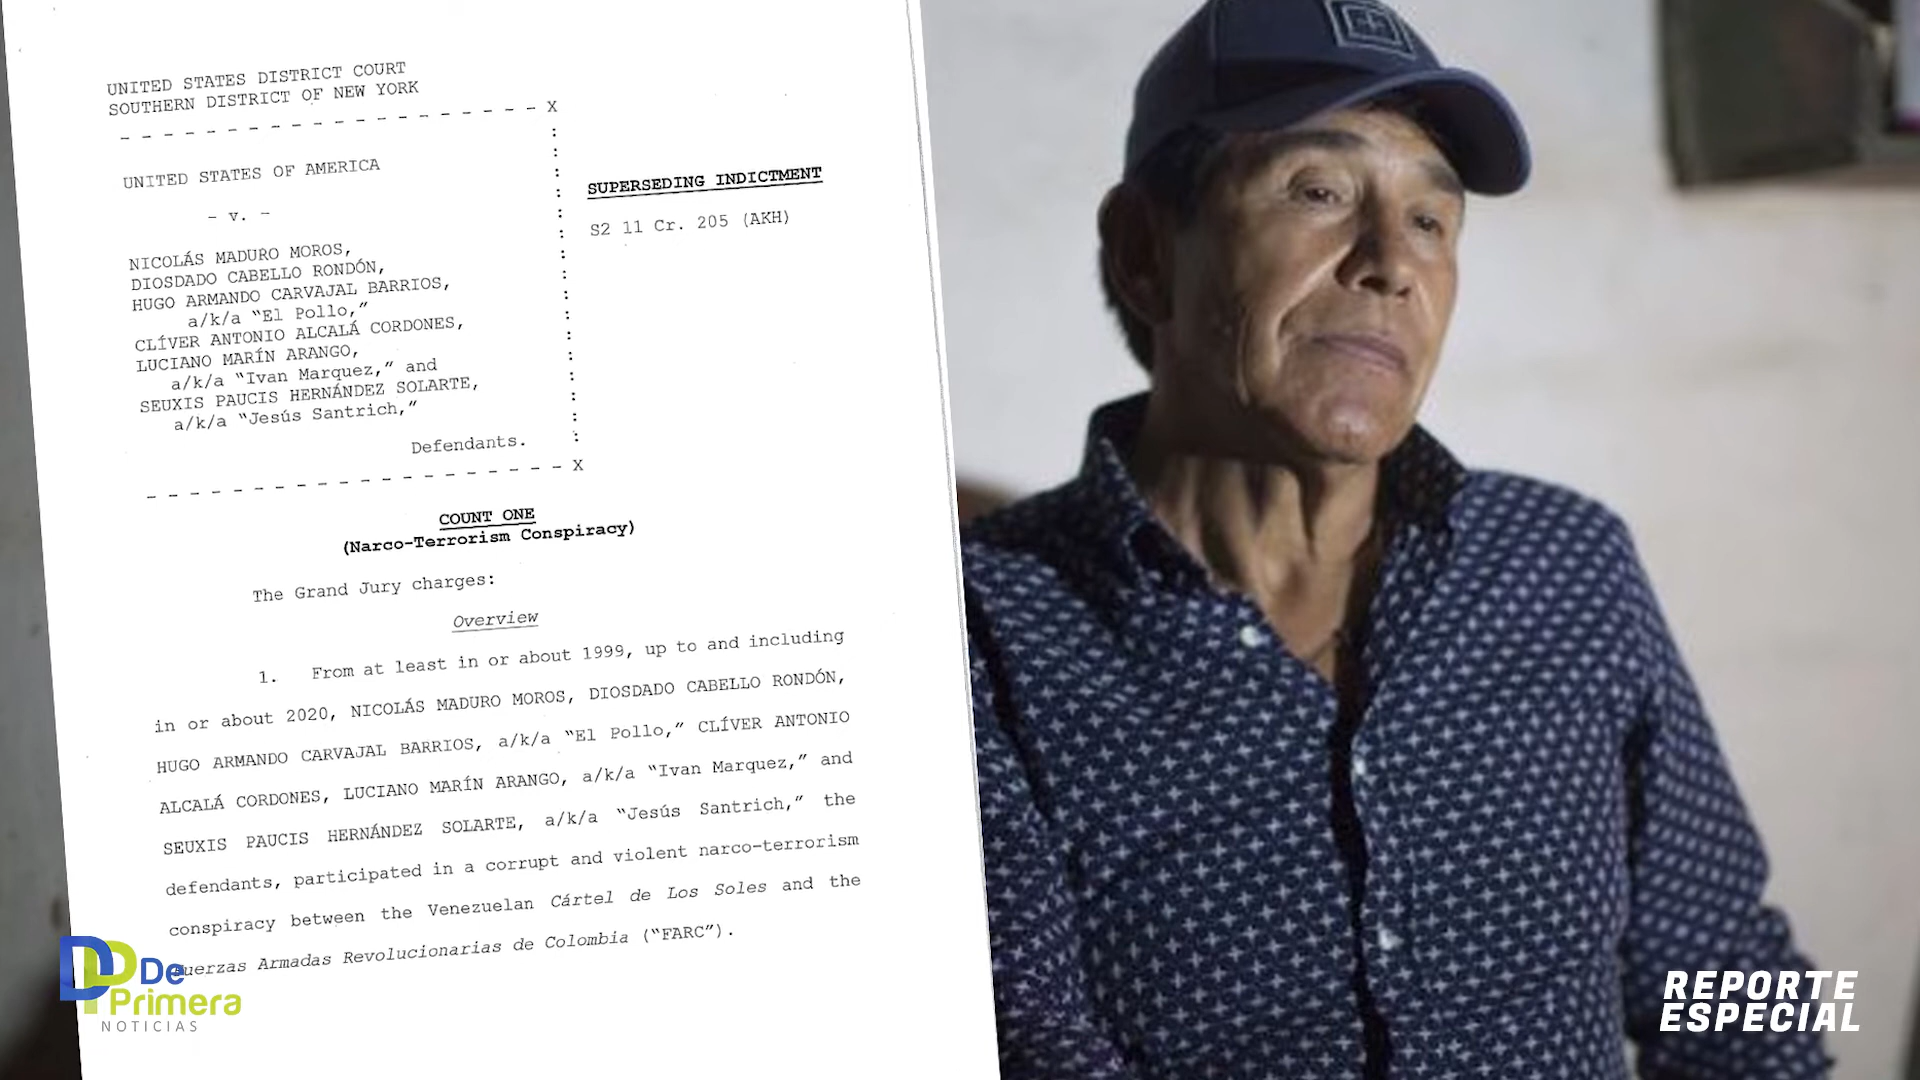 UNITED STATES DISTRICT COURT
SOUTHERN DISTRICT OF NEW YORK
- - - - - - - - - - - - - - - - - - - - X
UNITED STATES OF AMERICA
- v. -
NICOLÁS MADURO MOROS,
DIOSDADO CABELLO RONDÓN,
HUGO ARMANDO CARVAJAL BARRIOS,
a/k/a “El Pollo,”
CLÍVER ANTONIO ALCALÁ CORDONES,
LUCIANO MARÍN ARANGO,
a/k/a “Ivan Marquez,” and
SEUXIS PAUCIS HERNÁNDEZ SOLARTE,
a/k/a “Jesús Santrich,”
Defendants.
- - - - - - - - - - - - - - - - - - - - X
SUPERSEDING INDICTMENT
S2 11 Cr. 205 (AKH)
COUNT ONE
(Narco-Terrorism Conspiracy)
The Grand Jury charges:
Overview
1. From at least in or about 1999, up to and including
in or about 2020, NICOLÁS MADURO MOROS, DIOSDADO CABELLO RONDÓN,
HUGO ARMANDO CARVAJAL BARRIOS, a/k/a “El Pollo,” CLÍVER ANTONIO
ALCALÁ CORDONES, LUCIANO MARÍN ARANGO, a/k/a “Ivan Marquez,” and
SEUXIS PAUCIS HERNÁNDEZ SOLARTE, a/k/a “Jesús Santrich,” the
defendants, participated in a corrupt and violent narco-terrorism
conspiracy between the Venezuelan Cártel de Los Soles and the
Fuerzas Armadas Revolucionarias de Colombia (“FARC”).
DP De
Primera
NOTICIAS
REPORTE
ESPECIAL